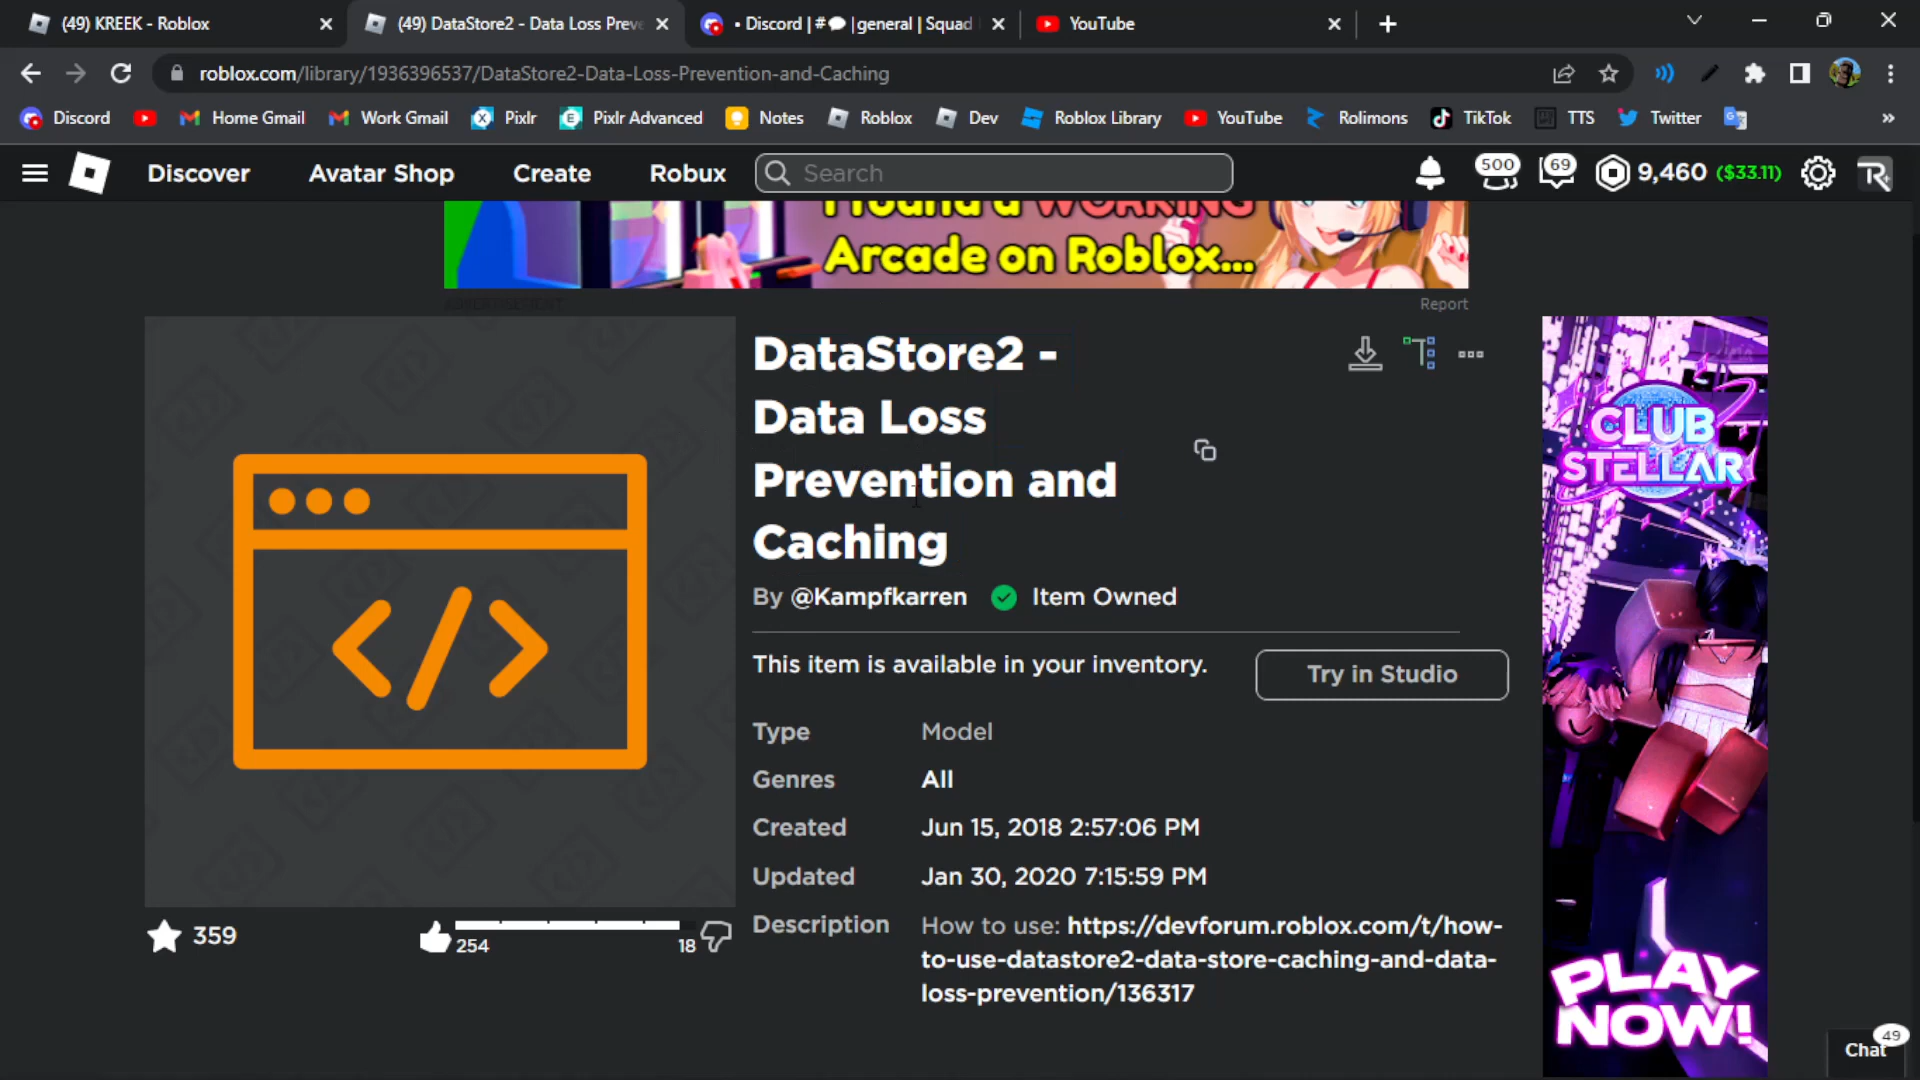 (49) KREEK - Roblox
(49) DataStore2 - Data Loss Preve
• Discord | # |general | Squad
YouTube
roblox.com/library/1936396537/DataStore2-Data-Loss-Prevention-and-Caching
Discord Home Gmail Work Gmail Pixlr Pixlr Advanced Notes Roblox Dev Roblox Library YouTube Rolimons TikTok TTS Twitter »
Discover Avatar Shop Create Robux Search 500 69 9,460 ($33.11)
I found a WORKING
Arcade on Roblox...
ADVERTISEMENT
Report
DataStore2 -
Data Loss
Prevention and
Caching
By @Kampfkarren Item Owned
This item is available in your inventory.
Try in Studio
Type Model
Genres All
Created Jun 15, 2018 2:57:06 PM
Updated Jan 30, 2020 7:15:59 PM
Description How to use: https://devforum.roblox.com/t/how-
to-use-datastore2-data-store-caching-and-data-
loss-prevention/136317
</>
359
254
18
CLUB
STELLAR
PLAY
NOW!
Chat
49